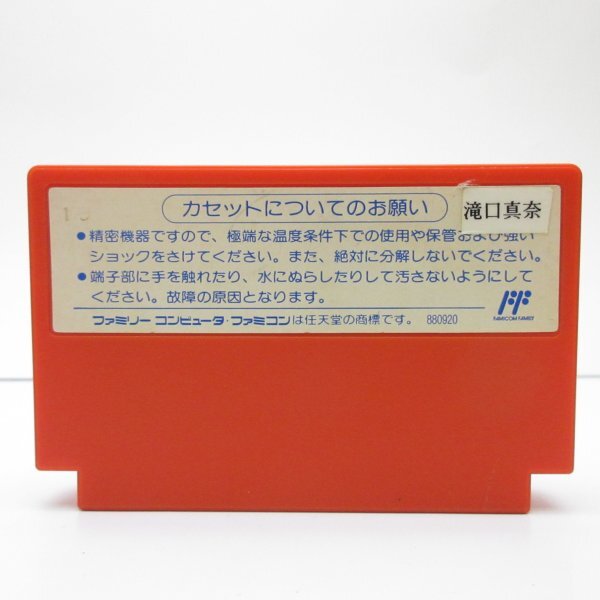 カセットについてのお願い
滝口真奈
●精密機器ですので、極端な温度条件下での使用や保管および強い
ショックをさけてください。また、絶対に分解しないでください。
●端子部に手を触れたり、水にぬらしたりして汚さないようにして
ください。故障の原因となります。
FF
FAMICOM FAMILY
ファミリー コンピュータ・ファミコンは任天堂の商標です。 880920